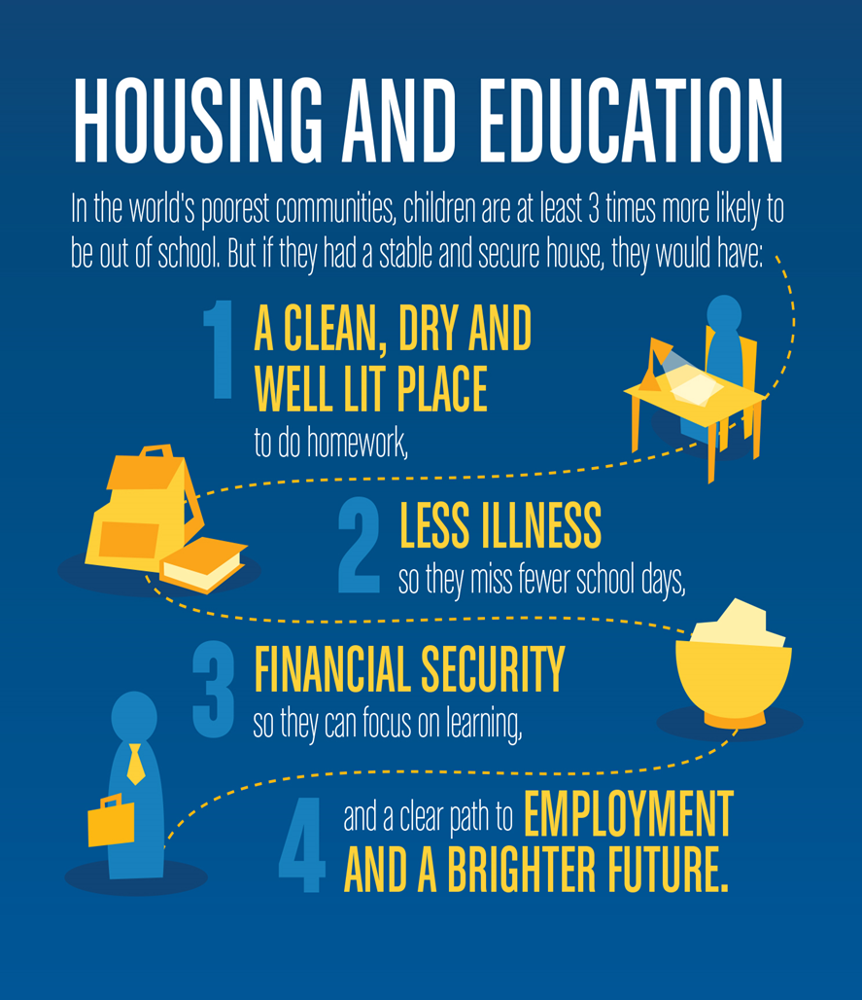 HOUSING AND EDUCATION
In the world's poorest communities, children are at least 3 times more likely to
be out of school. But if they had a stable and secure house, they would have:
1 A CLEAN, DRY AND
WELL LIT PLACE
to do homework,
2 LESS ILLNESS
so they miss fewer school days,
3 FINANCIAL SECURITY
so they can focus on learning,
4 and a clear path to EMPLOYMENT
AND A BRIGHTER FUTURE.